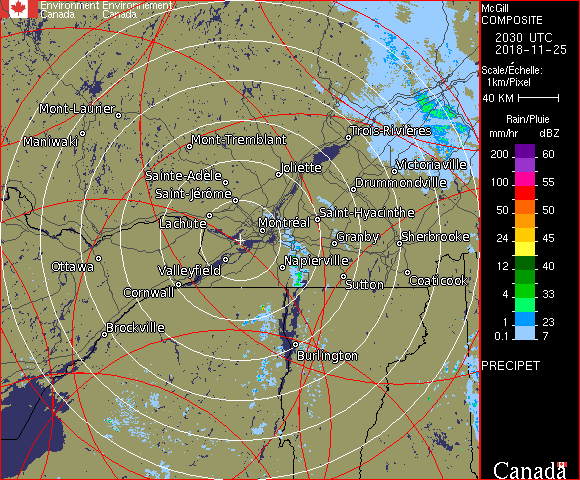 Environment Environnement
Canada Canada
McGill
COMPOSITE
2030 UTC
2018-11-25
Scale/Échelle:
1km/Pixel
40 KM
Rain/Pluie
mm/hr dBZ
200 60
100 55
50 50
24 45
12 40
4 33
1 23
0.1 7
PRECIPET
Canada
Mont-Laurier
Maniwaki
Mont-Tremblant
Trois-Rivières
Sainte-Adèle
Joliette
Victoriaville
Saint-Jérôme
Drummondville
Lachute
Montréal
Saint-Hyacinthe
Granby
Sherbrooke
Ottawa
Valleyfield
Napierville
Cornwall
Sutton
Coaticook
Brockville
Burlington